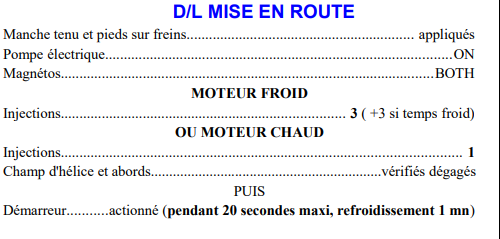 D/L MISE EN ROUTE
Manche tenu et pieds sur freins................................................ appliqués
Pompe électrique.............................................................................ON
Magnétos...................................................................................BOTH
MOTEUR FROID
Injections............................................................... 3 ( +3 si temps froid)
OU MOTEUR CHAUD
Injections......................................................................................... 1
Champ d'hélice et abords...................................................vérifiés dégagés
PUIS
Démarreur...........actionné (pendant 20 secondes maxi, refroidissement 1 mn)